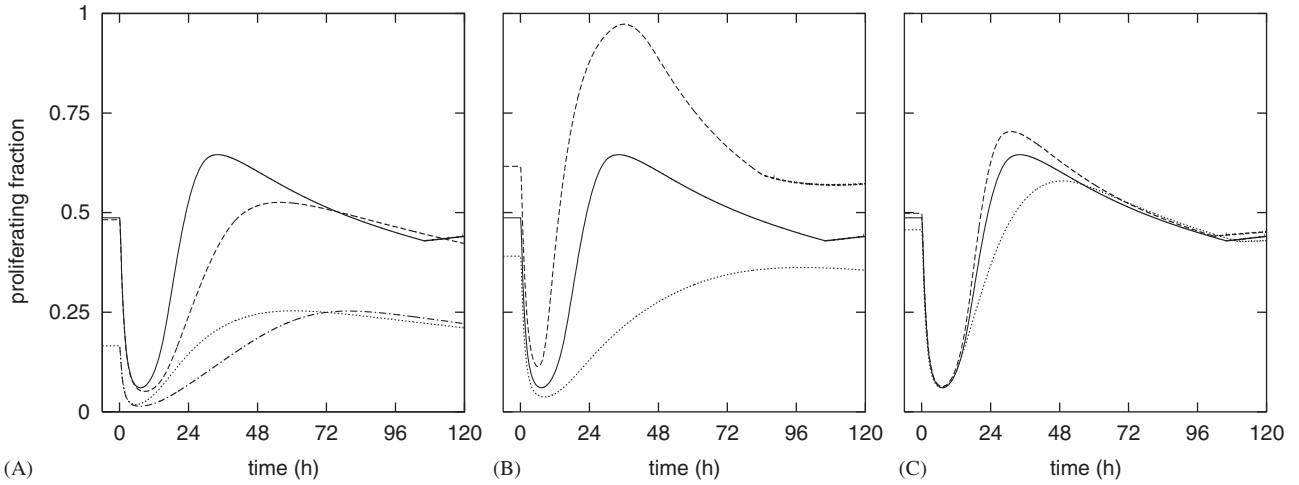 1
0.75
0.5
0.25
0
proliferating fraction
0 24 48 72 96 120
0 24 48 72 96 120
0 24 48 72 96 120
(A) time (h)
(B) time (h)
(C) time (h)